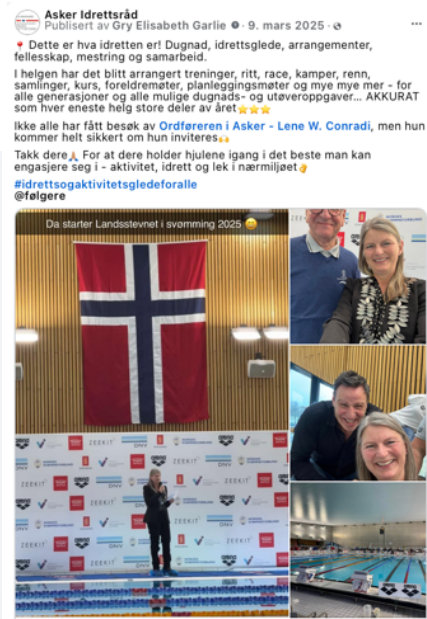 Asker Idrettsråd
Publisert av Gry Elisabeth Garlie · 9. mars 2025 ·
📍 Dette er hva idretten er! Dugnad, idrettsglede, arrangementer,
fellesskap, mestring og samarbeid.
I helgen har det blitt arrangert treninger, ritt, race, kamper, renn,
samlinger, kurs, foreldremøter, planleggingsmøter og mye mye mer - for
alle generasjoner og alle mulige dugnads- og utøveroppgaver... AKKURAT
som hver eneste helg store deler av året⭐⭐⭐
Ikke alle har fått besøk av Ordføreren i Asker - Lene W. Conradi, men hun
kommer helt sikkert om hun inviteres🙌
Takk dere🙏 For at dere holder hjulene igang i det beste man kan
engasjere seg i - aktivitet, idrett og lek i nærmiljøet👌
#idrettsogaktivitetsgledeforalle
@følgere
Da starter Landsstevnet i svømming 2025 😄
ZEEKIT
arena
DNV